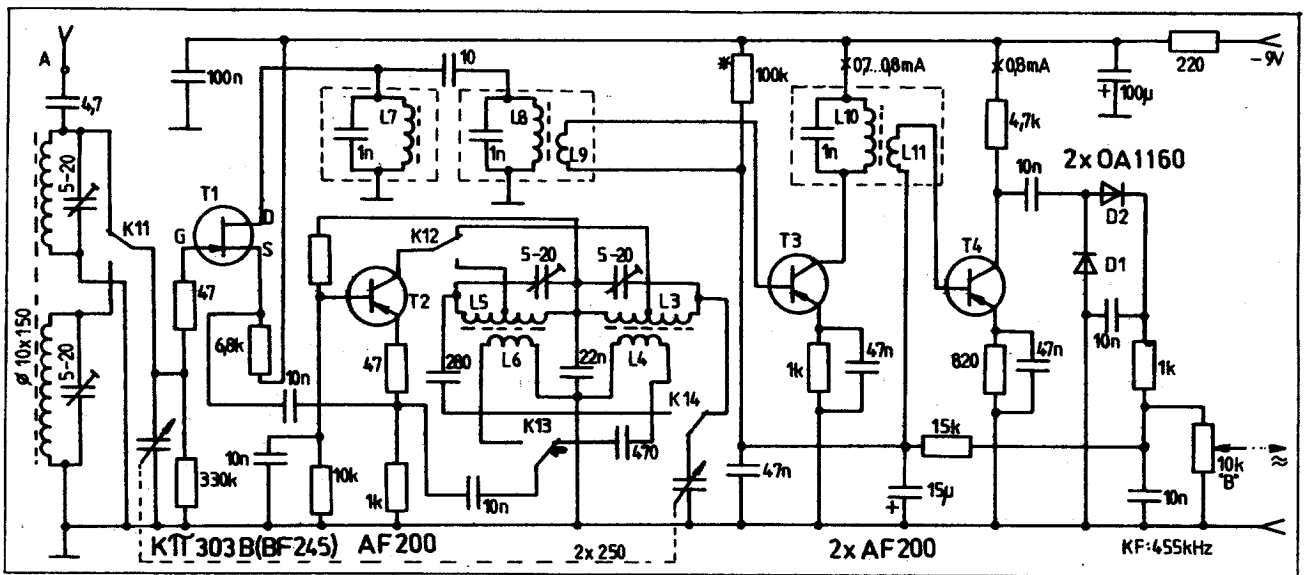 A
4,7
5-20
K11
5-20
ø 10x150
100n
T1
G
D
S
47
6,8k
330k
10n
10n
L7
1n
10
L8
1n
L9
K12
T2
47
10k
1k
5-20
5-20
L5
L3
L6
L4
280
22n
K13
K14
470
10n
2x250
*
100k
47n
T3
1k
47n
0,7...0,8mA
L10
1n
L11
15k
15µ
+
0,8mA
4,7k
T4
820
47n
100µ
+
220
-9V
10n
2x OA1160
D2
D1
10n
1k
10k
"B"
≈
10n
КП 303 В(BF245)
AF200
2x AF200
KF:455kHz